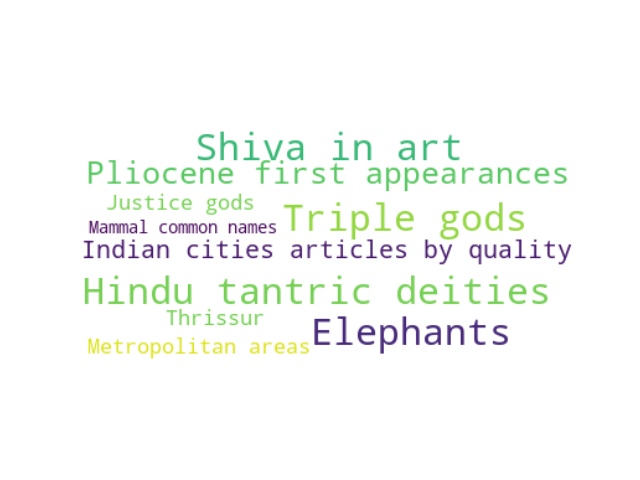 Shiva in art
Pliocene first appearances
Justice gods
Triple gods
Mammal common names
Indian cities articles by quality
Hindu tantric deities
Thrissur
Elephants
Metropolitan areas